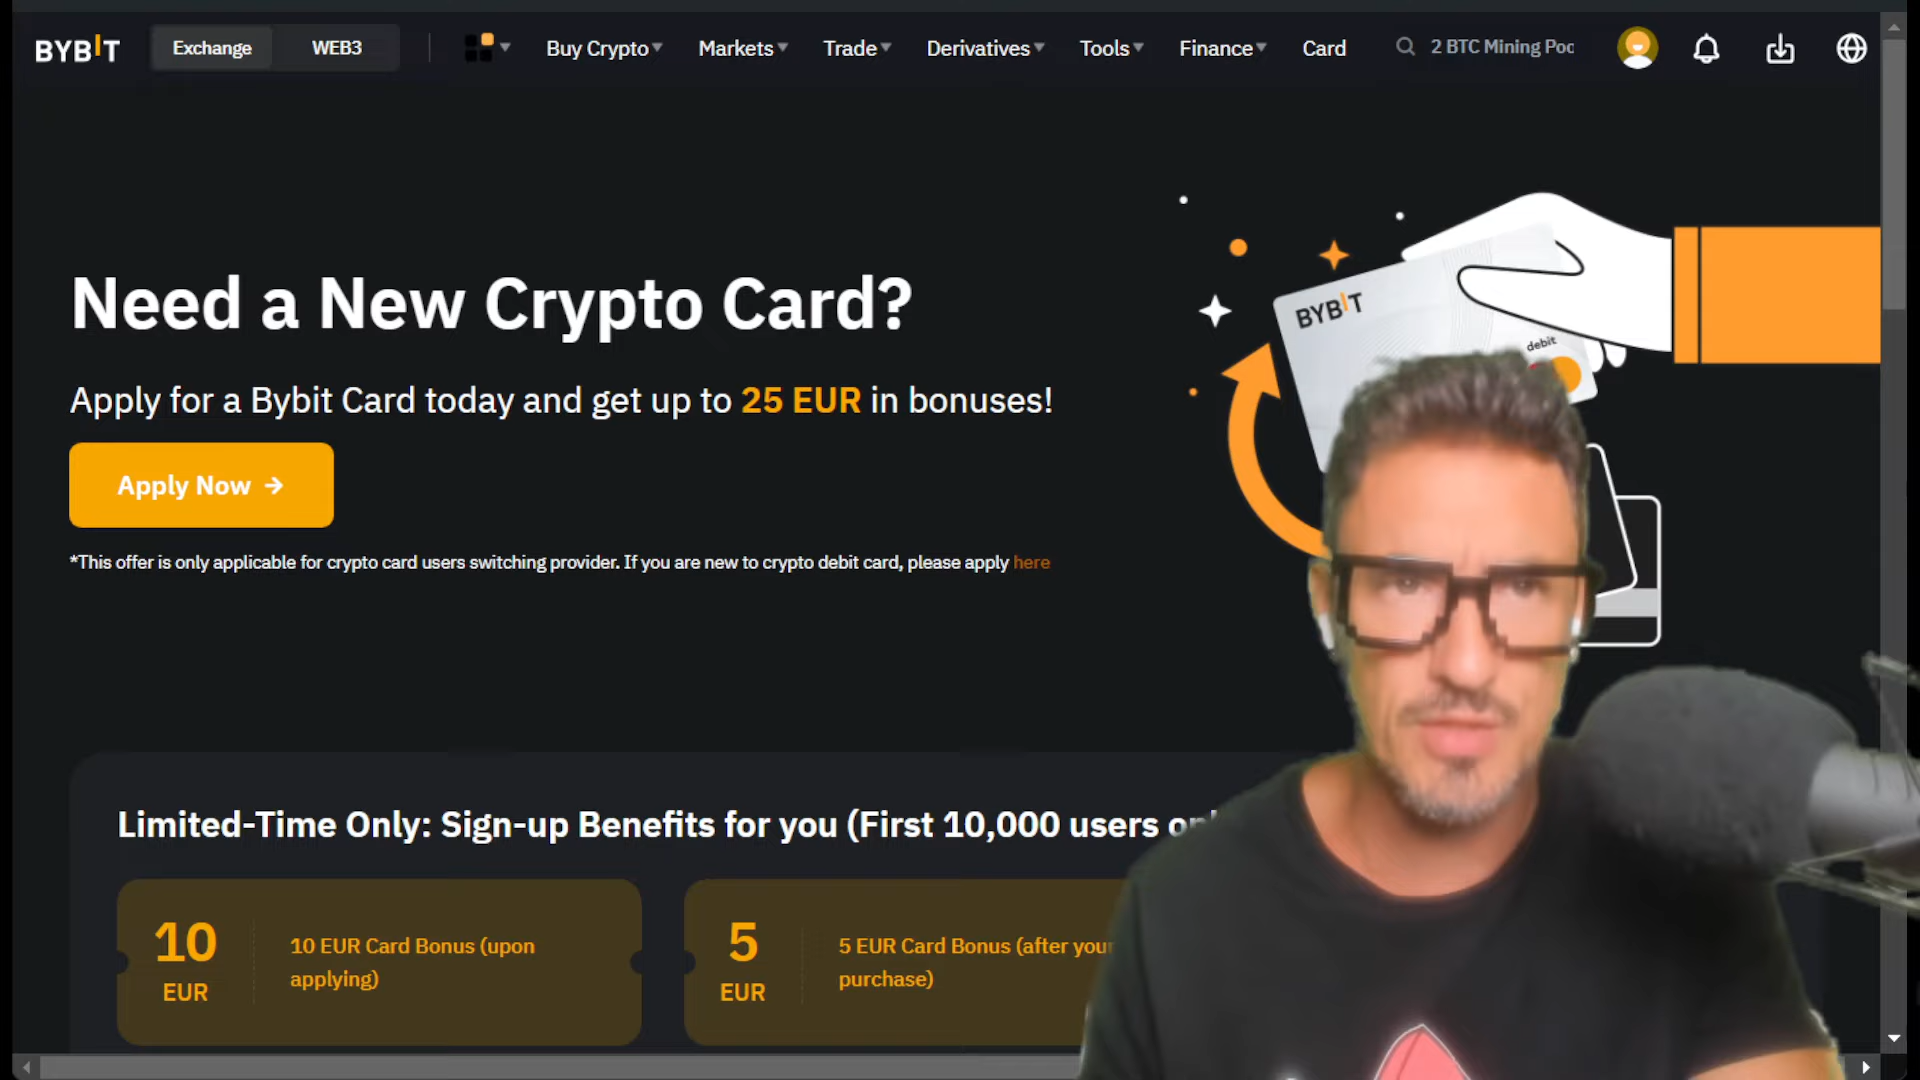 BYBIT
Exchange
WEB3
Buy Crypto
Markets
Trade
Derivatives
Tools
Finance
Card
2 BTC Mining
BYBIT
debit
Need a New Crypto Card?
Apply for a Bybit Card today and get up to 25 EUR in bonuses!
Apply Now →
*This offer is only applicable for crypto card users switching provider. If you are new to crypto debit card, please apply here
Limited-Time Only: Sign-up Benefits for you (First 10,000 users
10
EUR
10 EUR Card Bonus (upon
applying)
5
EUR
5 EUR Card Bonus (after your
purchase)